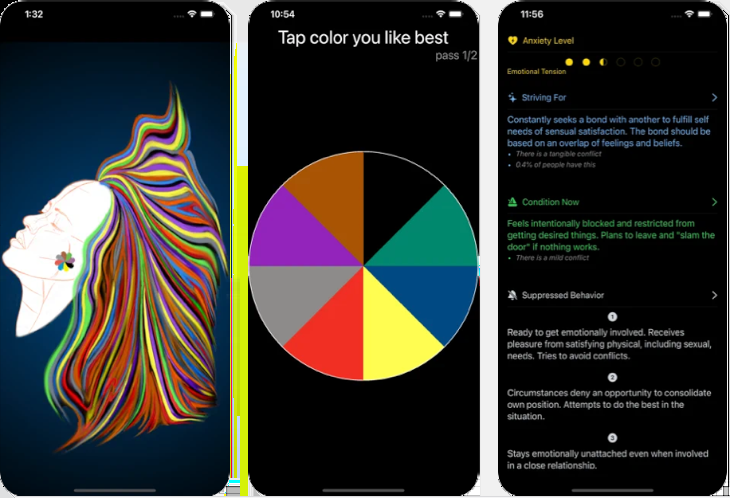 1:32
10:54
Tap color you like best
pass 1/2
11:56
Anxiety Level
Emotional Tension
Striving For
Constantly seeks a bond with another to fulfill self
needs of sensual satisfaction. The bond should be
based on an overlap of feelings and beliefs.
• There is a tangible conflict
• 0.4% of people have this
Condition Now
Feels intentionally blocked and restricted from
getting desired things. Plans to leave and "slam the
door" if nothing works.
• There is a mild conflict
Suppressed Behavior
1
Ready to get emotionally involved. Receives
pleasure from satisfying physical, including sexual,
needs. Tries to avoid conflicts.
2
Circumstances deny an opportunity to consolidate
own position. Attempts to do the best in the
situation.
3
Stays emotionally unattached even when involved
in a close relationship.